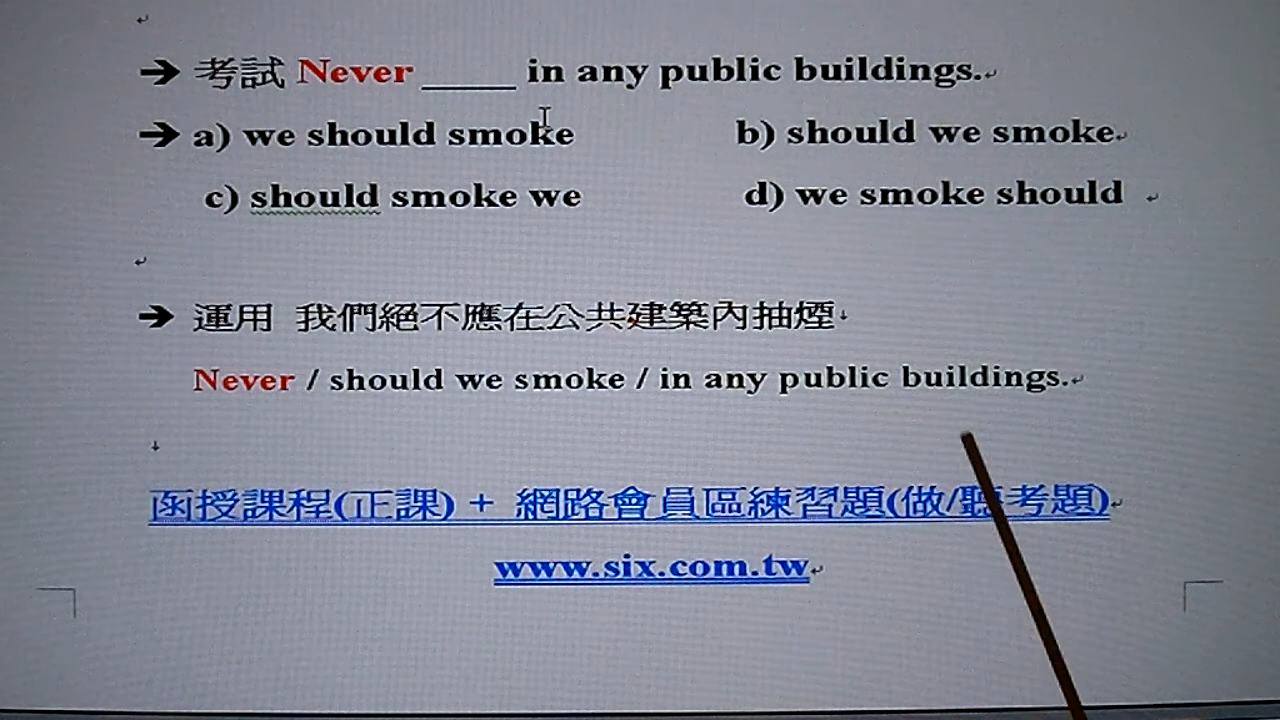 ➔ 考試 Never _____ in any public buildings.
➔ a) we should smoke b) should we smoke
c) should smoke we d) we smoke should
➔ 運用 我們絕不應在公共建築內抽煙
Never / should we smoke / in any public buildings.
函授課程(正課) + 網路會員區練習題(做/聽考題)
www.six.com.tw